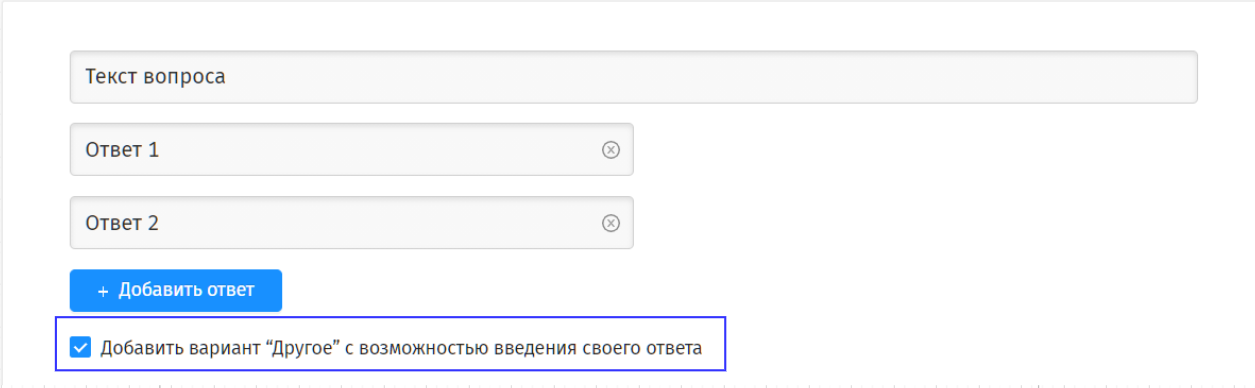 Текст вопроса
Ответ 1
Ответ 2
+ Добавить ответ
Добавить вариант “Другое” с возможностью введения своего ответа